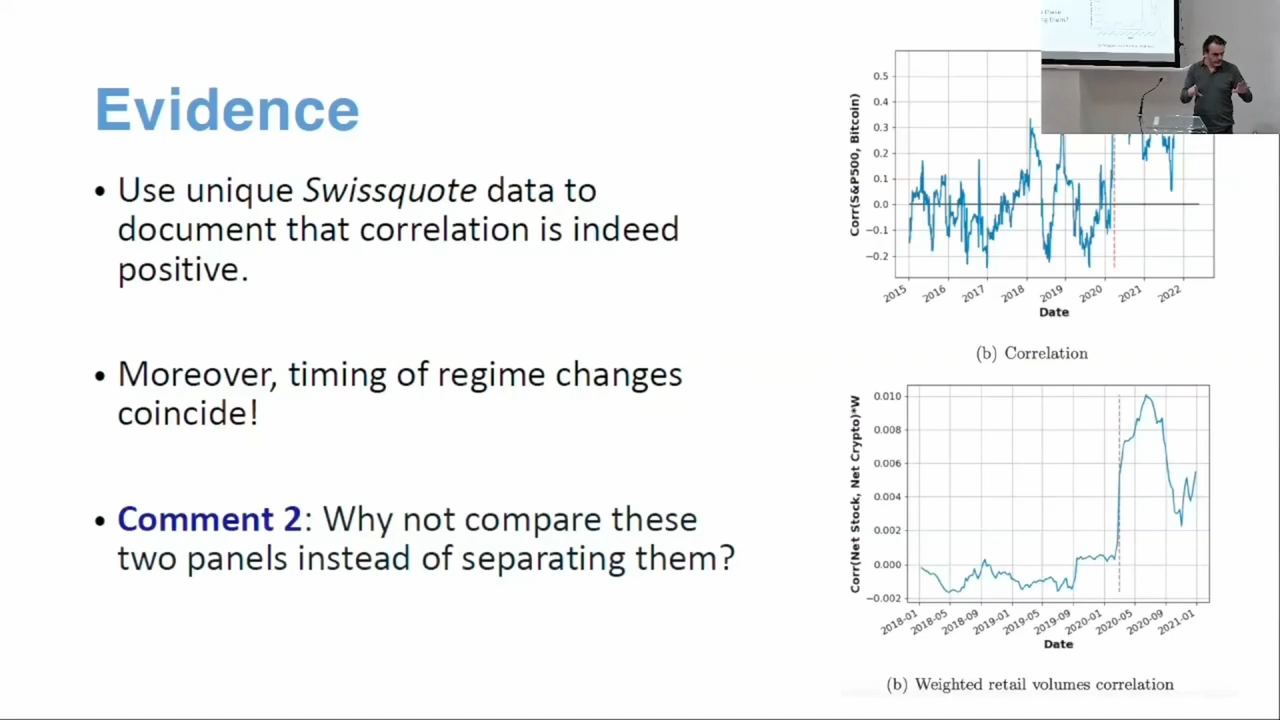 Evidence
• Use unique Swissquote data to
document that correlation is indeed
positive.
• Moreover, timing of regime changes
coincide!
• Comment 2: Why not compare these
two panels instead of separating them?
Corr(S&P500, Bitcoin)
0.5
0.4
0.3
0.2
0.1
0.0
−0.1
−0.2
2015 2016 2017 2018 2019 2020 2021 2022
Date
(b) Correlation
Corr(Net Stock, Net Crypto)*W
0.010
0.008
0.006
0.004
0.002
0.000
−0.002
2018-01 2018-05 2018-09 2019-01 2019-05 2019-09 2020-01 2020-05 2020-09 2021-01
Date
(b) Weighted retail volumes correlation